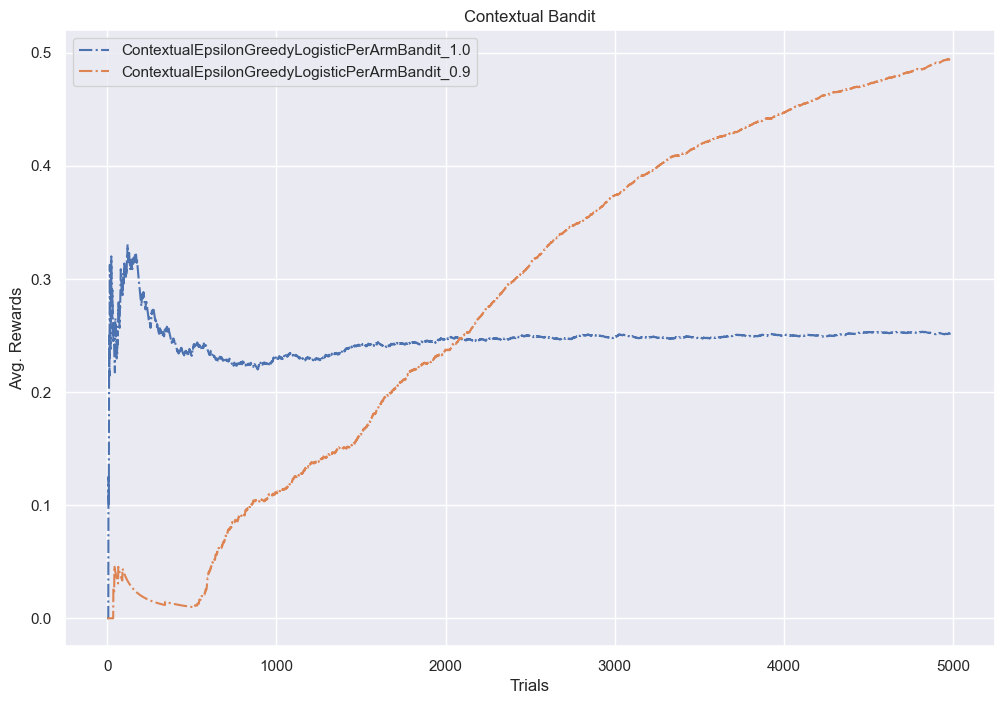 Contextual Bandit
ContextualEpsilonGreedyLogisticPerArmBandit_1.0
ContextualEpsilonGreedyLogisticPerArmBandit_0.9
0.5
0.4
0.3
0.2
0.1
0.0
Avg. Rewards
0 1000 2000 3000 4000 5000
Trials